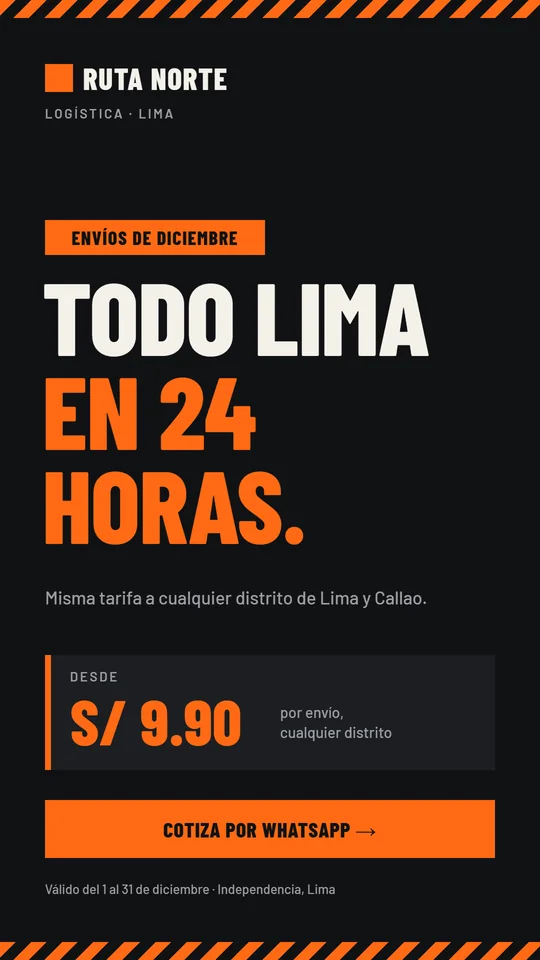 RUTA NORTE
LOGÍSTICA · LIMA
ENVÍOS DE DICIEMBRE
TODO LIMA
EN 24
HORAS.
Misma tarifa a cualquier distrito de Lima y Callao.
DESDE
S/ 9.90
por envío,
cualquier distrito
COTIZA POR WHATSAPP →
Válido del 1 al 31 de diciembre · Independencia, Lima